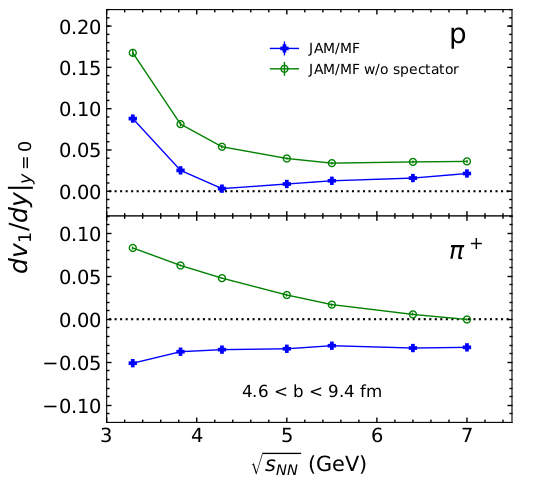 p
JAM/MF
JAM/MF w/o spectator
0.20
0.15
0.10
0.05
0.00
dv₁/dy|y = 0
π⁺
0.10
0.05
0.00
−0.05
−0.10
4.6 < b < 9.4 fm
3 4 5 6 7
√sNN (GeV)